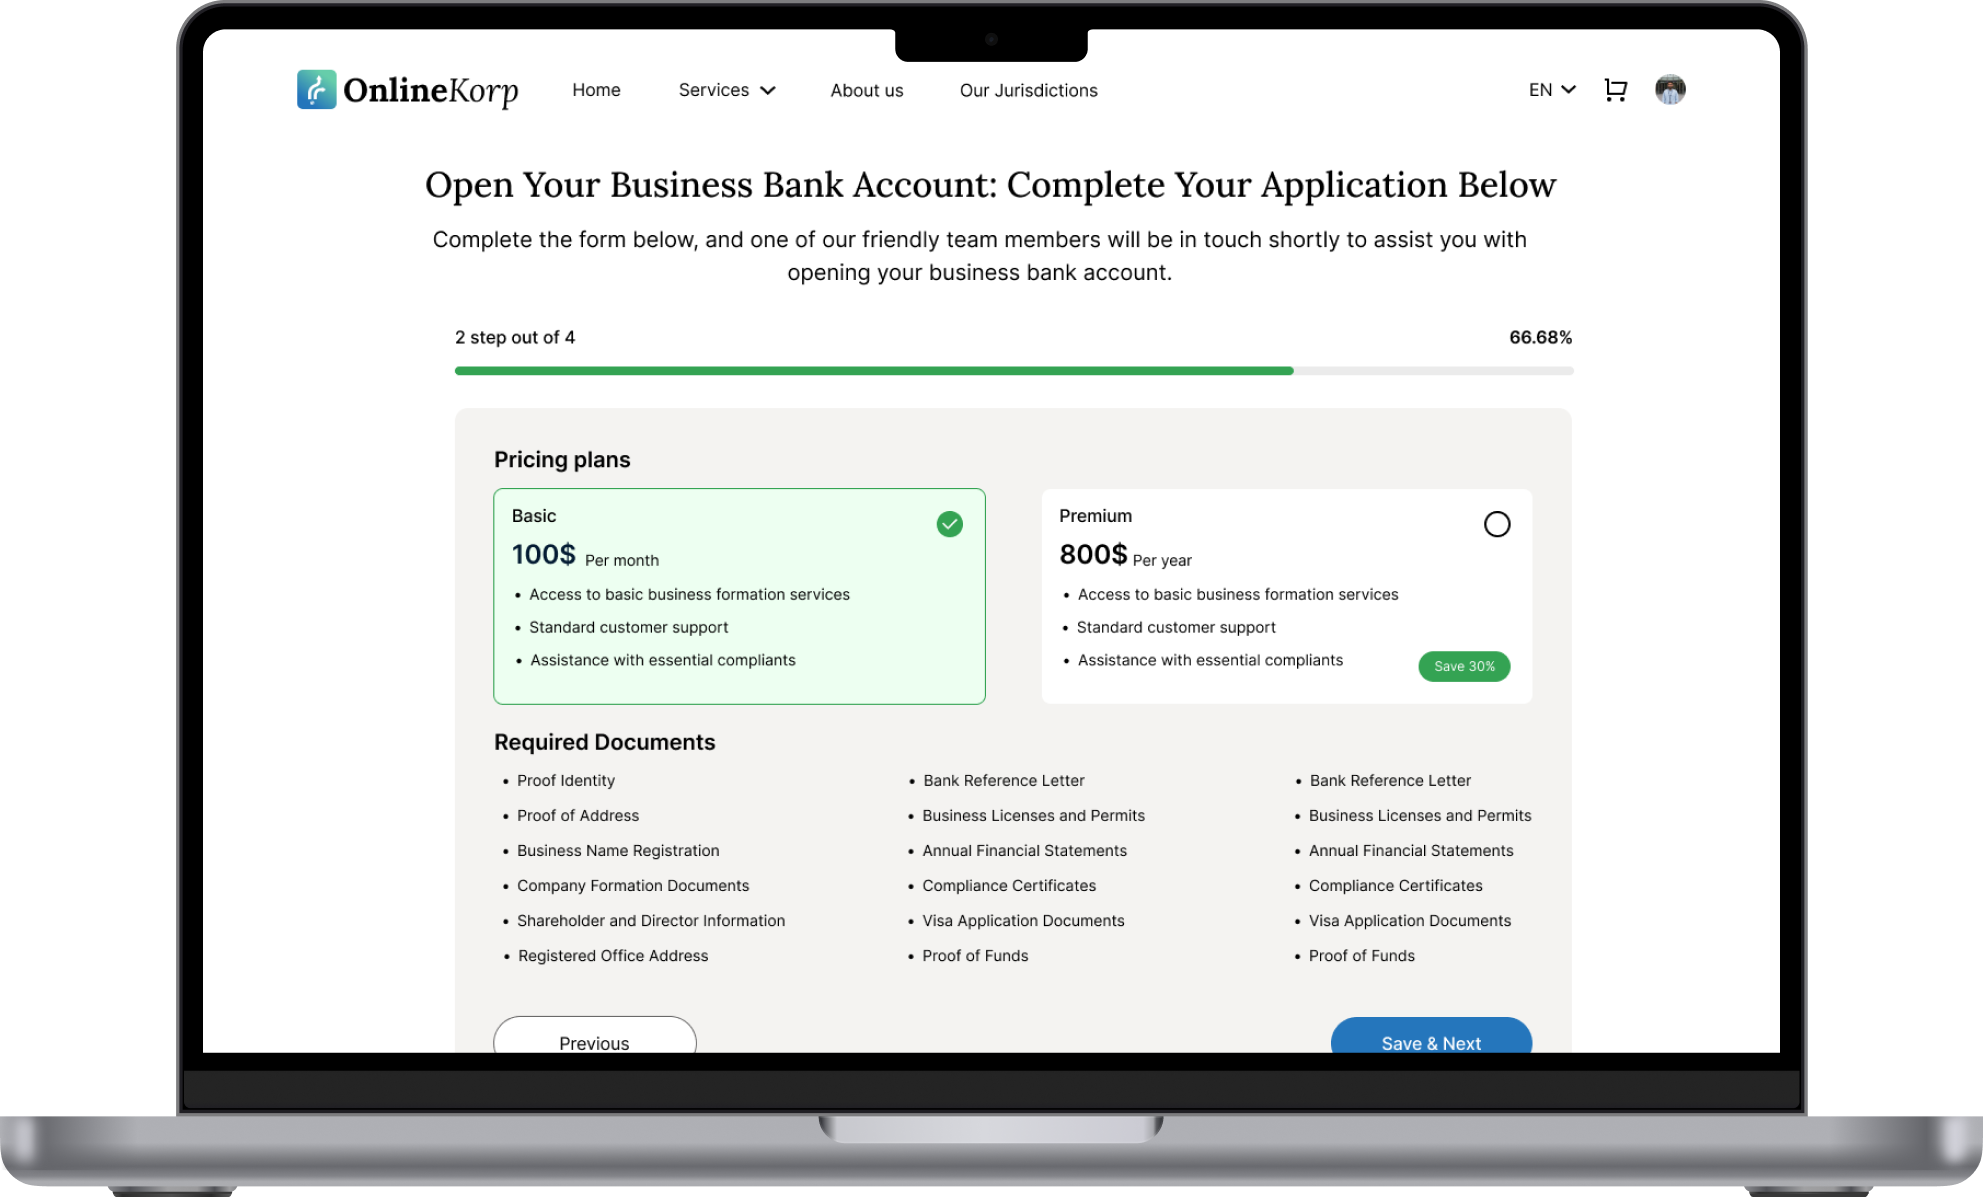 OnlineKorp
Home
Services
About us
Our Jurisdictions
EN
Open Your Business Bank Account: Complete Your Application Below
Complete the form below, and one of our friendly team members will be in touch shortly to assist you with
opening your business bank account.
2 step out of 4
66.68%
Pricing plans
Basic
100$ Per month
• Access to basic business formation services
• Standard customer support
• Assistance with essential compliants
Premium
800$ Per year
• Access to basic business formation services
• Standard customer support
• Assistance with essential compliants
Save 30%
Required Documents
• Proof Identity
• Proof of Address
• Business Name Registration
• Company Formation Documents
• Shareholder and Director Information
• Registered Office Address
• Bank Reference Letter
• Business Licenses and Permits
• Annual Financial Statements
• Compliance Certificates
• Visa Application Documents
• Proof of Funds
• Bank Reference Letter
• Business Licenses and Permits
• Annual Financial Statements
• Compliance Certificates
• Visa Application Documents
• Proof of Funds
Previous
Save & Next